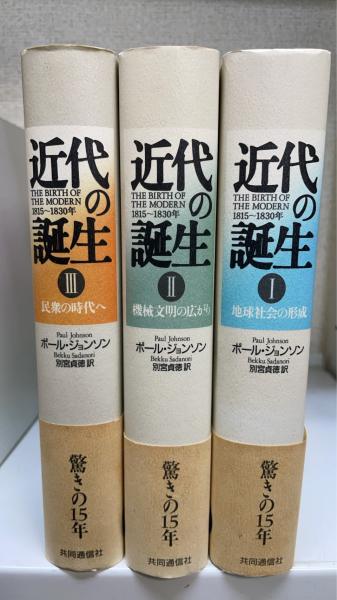 近代の
THE BIRTH OF
THE MODERN
1815〜1830年
誕生
III
民衆の時代へ
Paul Johnson
ポール・ジョンソン
Bekku Sadanori
別宮貞徳 訳
驚きの15年
共同通信社
近代の
THE BIRTH OF
THE MODERN
1815〜1830年
誕生
II
機械文明の広がり
Paul Johnson
ポール・ジョンソン
Bekku Sadanori
別宮貞徳 訳
驚きの15年
共同通信社
近代の
THE BIRTH OF
THE MODERN
1815〜1830年
誕生
I
地球社会の形成
Paul Johnson
ポール・ジョンソン
Bekku Sadanori
別宮貞徳 訳
驚きの15年
共同通信社